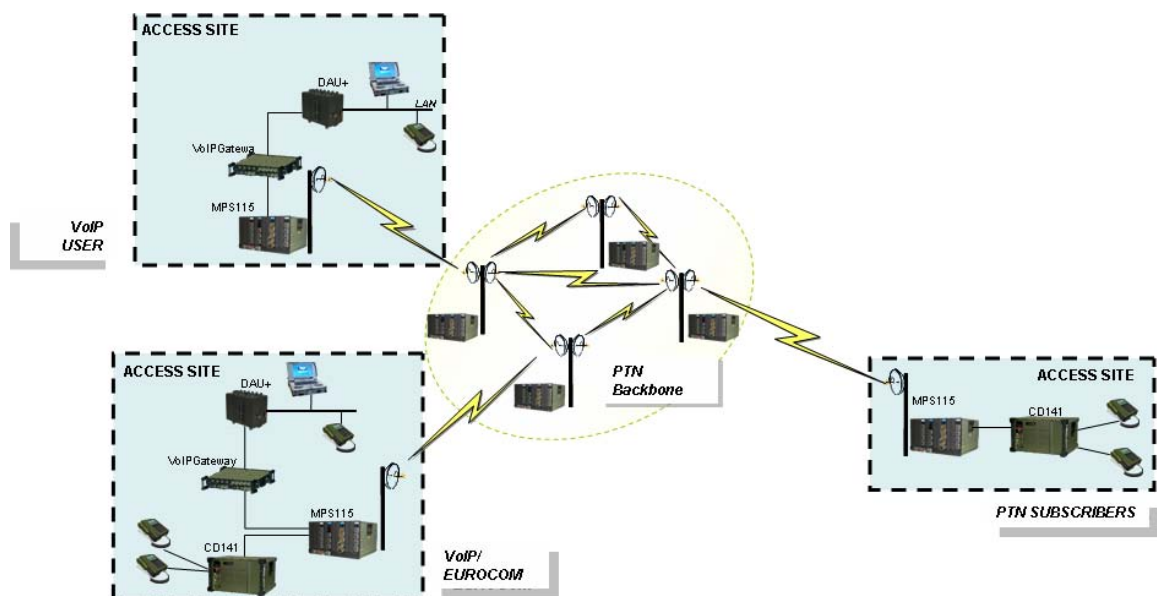 ACCESS SITE
DAU+
LAN
VoIPGatewa
MPS115
VoIP
USER
PTN
Backbone
ACCESS SITE
DAU+
VoIPGateway
MPS115
CD141
VoIP/
EUROCOM
ACCESS SITE
MPS115
CD141
PTN SUBSCRIBERS